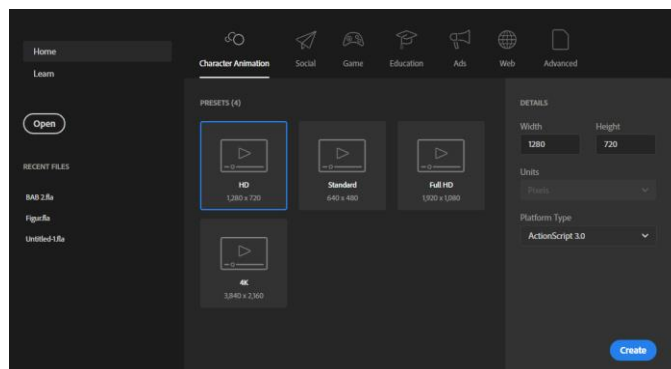 Home
Learn
Open
RECENT FILES
BAB 2.fla
Figur.fla
Untitled-1.fla
Character Animation
Social
Game
Education
Ads
Web
Advanced
PRESETS (4)
HD
1,280 x 720
Standard
640 x 480
Full HD
1,920 x 1,080
4K
3,840 x 2,160
DETAILS
Width
Height
1280
720
Units
Pixels
Platform Type
ActionScript 3.0
Create